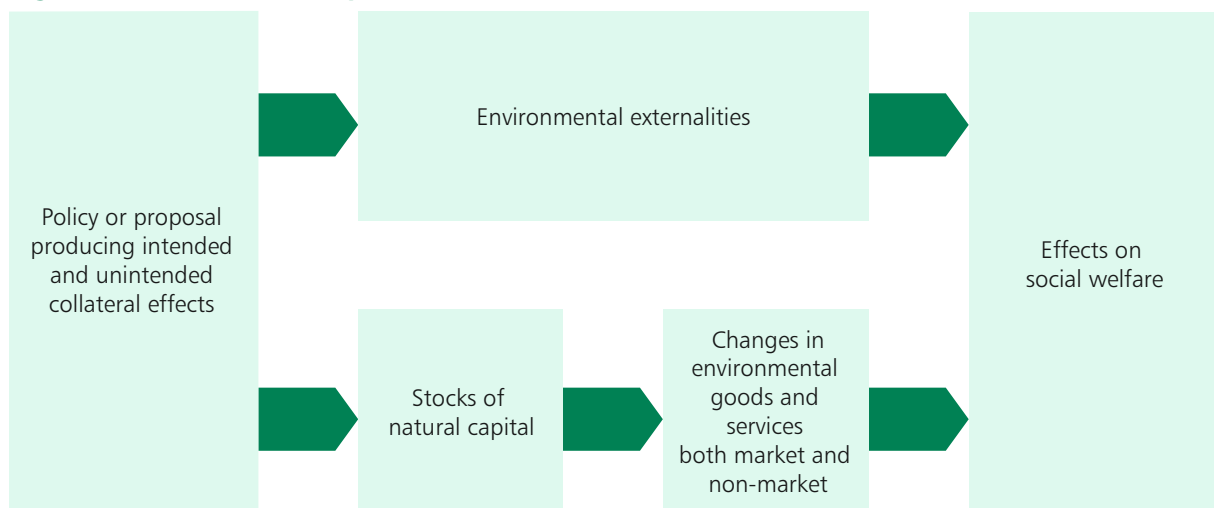 Policy or proposal
producing intended
and unintended
collateral effects
Environmental externalities
Stocks of
natural capital
Changes in
environmental
goods and
services
both market and
non-market
Effects on
social welfare